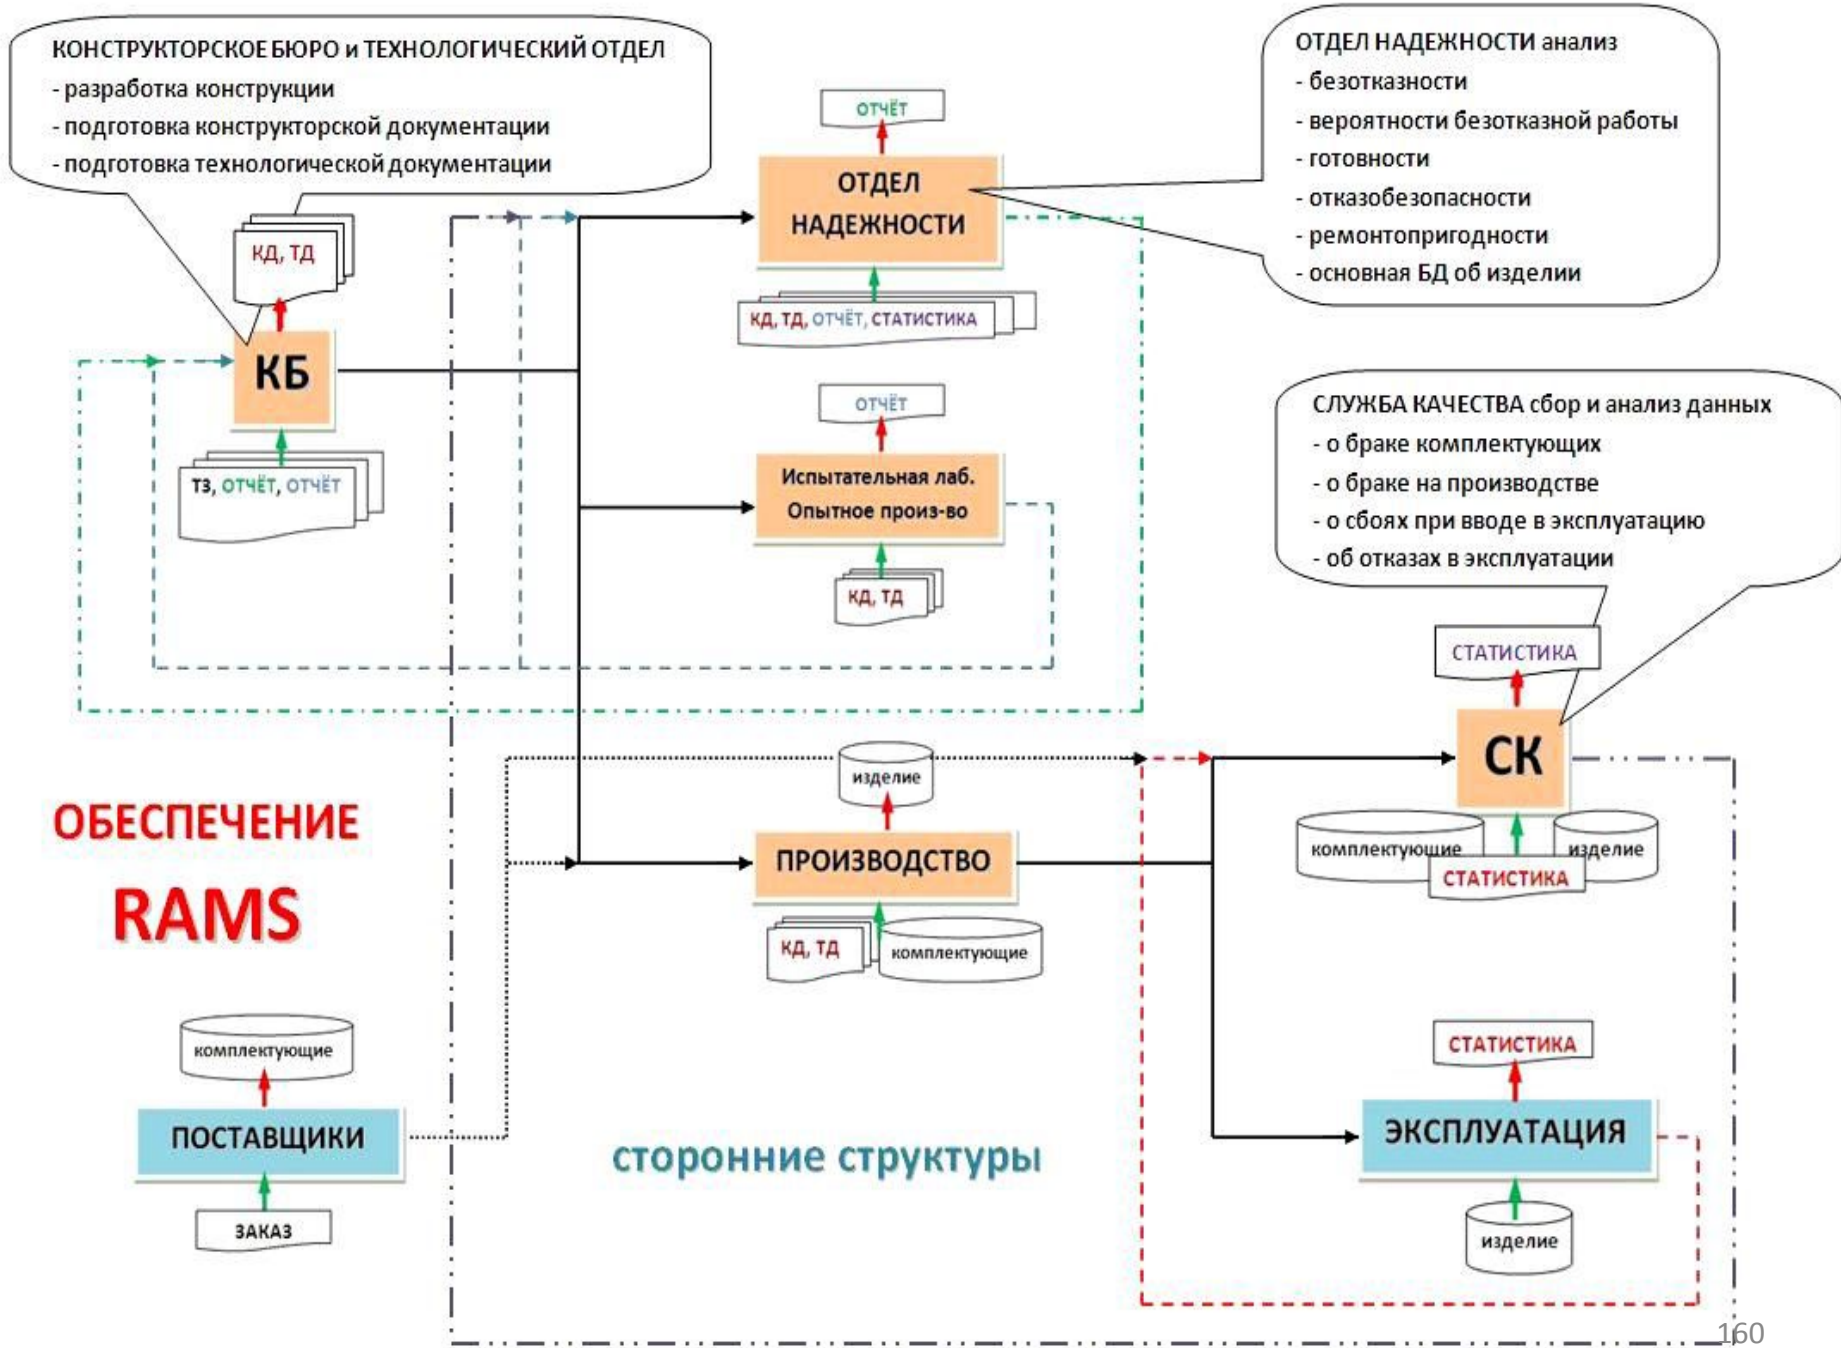 КОНСТРУКТОРСКОЕ БЮРО и ТЕХНОЛОГИЧЕСКИЙ ОТДЕЛ
- разработка конструкции
- подготовка конструкторской документации
- подготовка технологической документации
ОТДЕЛ НАДЕЖНОСТИ анализ
- безотказности
- вероятности безотказной работы
- готовности
- отказобезопасности
- ремонтопригодности
- основная БД об изделии
ОТЧЁТ
ОТДЕЛ
НАДЕЖНОСТИ
КД, ТД, ОТЧЁТ, СТАТИСТИКА
КД, ТД
КБ
ТЗ, ОТЧЁТ, ОТЧЁТ
ОТЧЁТ
Испытательная лаб.
Опытное произ-во
КД, ТД
СЛУЖБА КАЧЕСТВА сбор и анализ данных
- о браке комплектующих
- о браке на производстве
- о сбоях при вводе в эксплуатацию
- об отказах в эксплуатации
СТАТИСТИКА
СК
комплектующие
изделие
СТАТИСТИКА
изделие
ПРОИЗВОДСТВО
КД, ТД
комплектующие
ОБЕСПЕЧЕНИЕ
RAMS
комплектующие
ПОСТАВЩИКИ
ЗАКАЗ
сторонние структуры
СТАТИСТИКА
ЭКСПЛУАТАЦИЯ
изделие
160